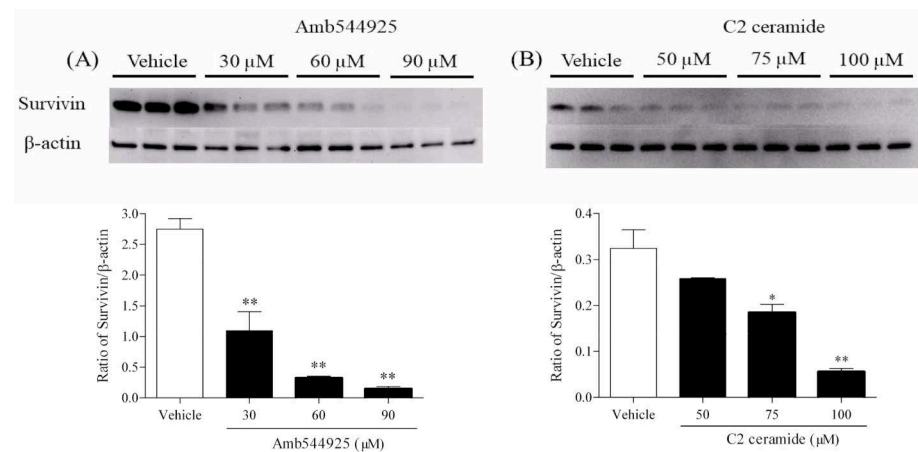 Amb544925
C2 ceramide
(A) Vehicle 30 μM 60 μM 90 μM
(B) Vehicle 50 μM 75 μM 100 μM
Survivin
β-actin
Ratio of Survivin/β-actin
3.0
2.5
2.0
1.5
1.0
0.5
0.0
**
**
**
Vehicle 30 60 90
Amb544925 (μM)
Ratio of Survivin/β-actin
0.4
0.3
0.2
0.1
0.0
*
**
Vehicle 50 75 100
C2 ceramide (μM)